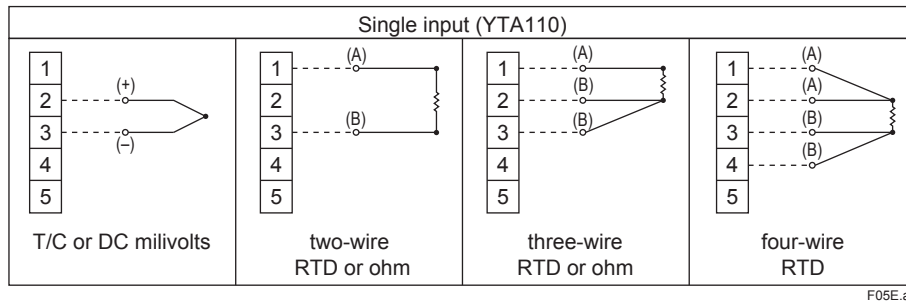 Single input (YTA110)
1
2
3
4
5
(+)
(–)
T/C or DC milivolts
1
2
3
4
5
(A)
(B)
two-wire
RTD or ohm
1
2
3
4
5
(A)
(B)
(B)
three-wire
RTD or ohm
1
2
3
4
5
(A)
(A)
(B)
(B)
four-wire
RTD